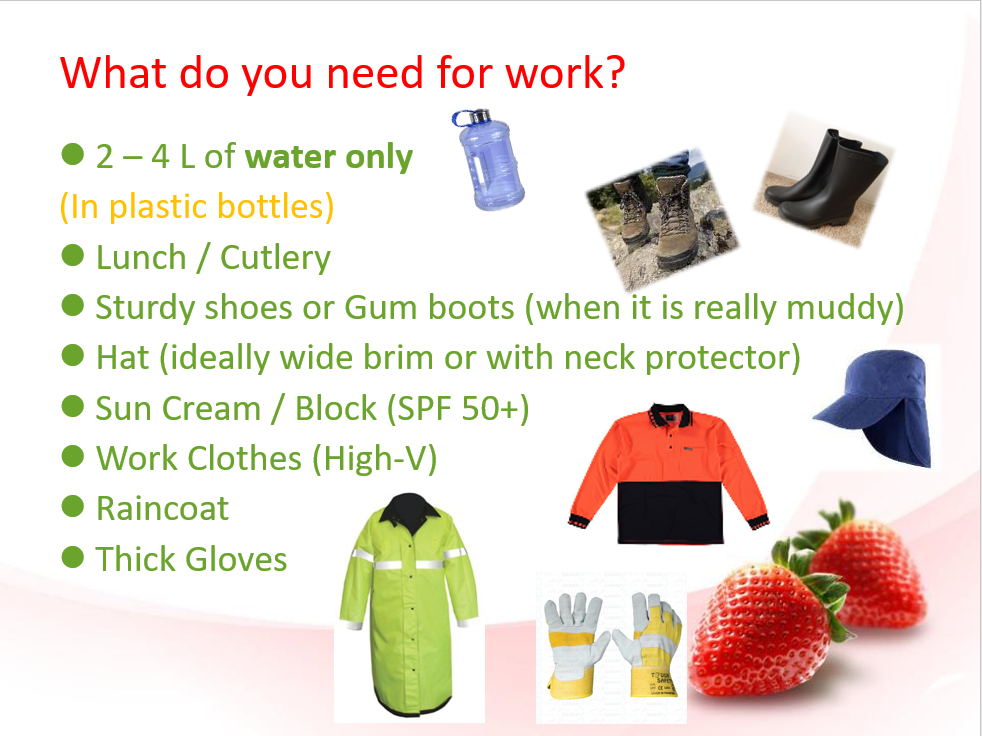 What do you need for work?
● 2 – 4 L of water only
(In plastic bottles)
● Lunch / Cutlery
● Sturdy shoes or Gum boots (when it is really muddy)
● Hat (ideally wide brim or with neck protector)
● Sun Cream / Block (SPF 50+)
● Work Clothes (High-V)
● Raincoat
● Thick Gloves